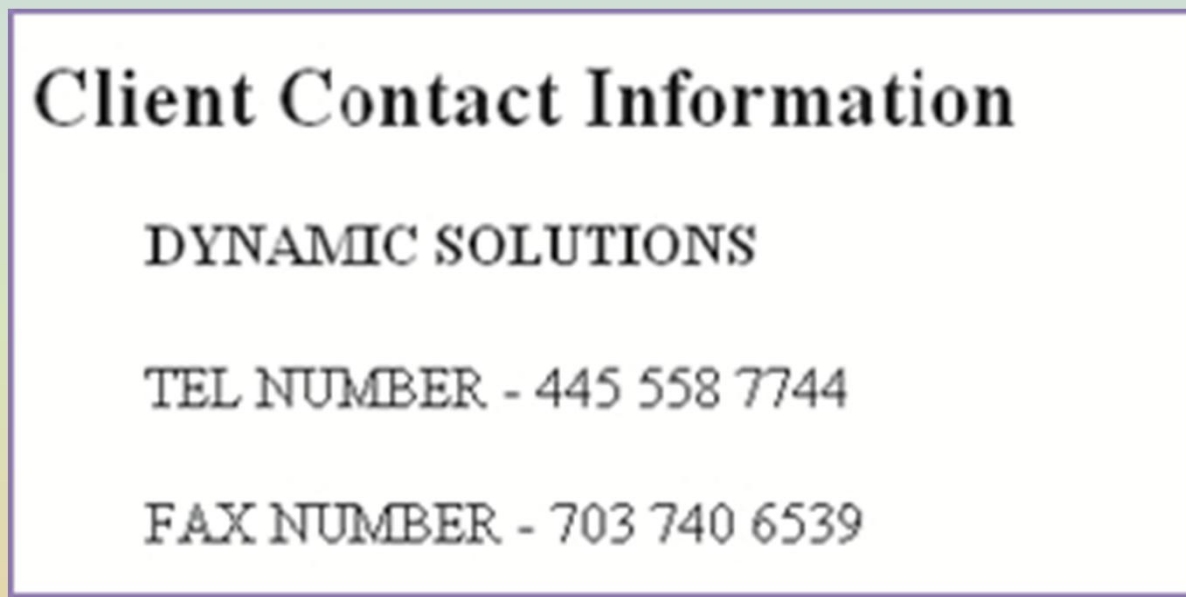 Client Contact Information
DYNAMIC SOLUTIONS
TEL NUMBER - 445 558 7744
FAX NUMBER - 703 740 6539